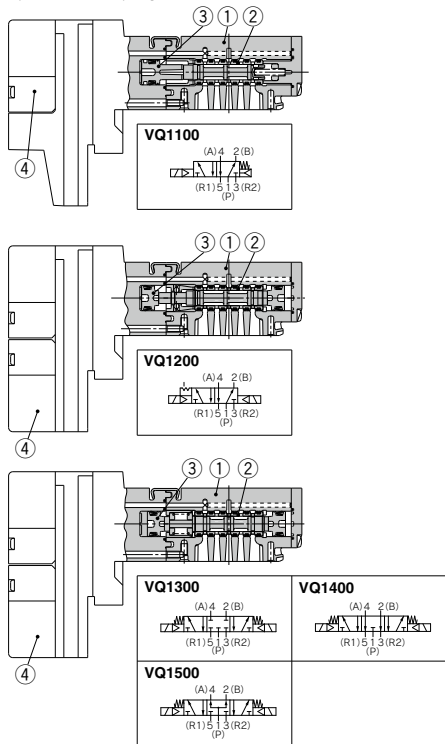 ③ ① ②
④
VQ1100
(A) 4 2 (B)
(R1) 5 1 3 (R2)
(P)
③ ① ②
④
VQ1200
(A) 4 2 (B)
(R1) 5 1 3 (R2)
(P)
③ ① ②
④
VQ1300
(A) 4 2 (B)
(R1) 5 1 3 (R2)
(P)
VQ1400
(A) 4 2 (B)
(R1) 5 1 3 (R2)
(P)
VQ1500
(A) 4 2 (B)
(R1) 5 1 3 (R2)
(P)